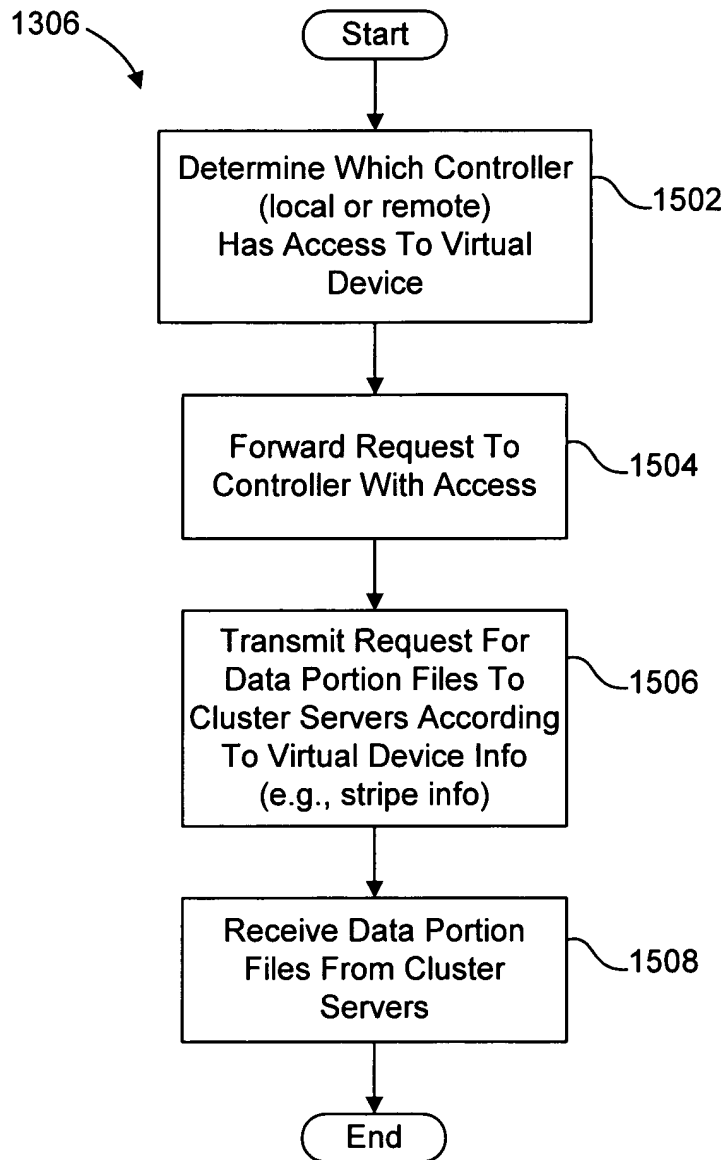 1306
Start
Determine Which Controller
(local or remote)
Has Access To Virtual
Device
1502
Forward Request To
Controller With Access
1504
Transmit Request For
Data Portion Files To
Cluster Servers According
To Virtual Device Info
(e.g., stripe info)
1506
Receive Data Portion
Files From Cluster
Servers
1508
End